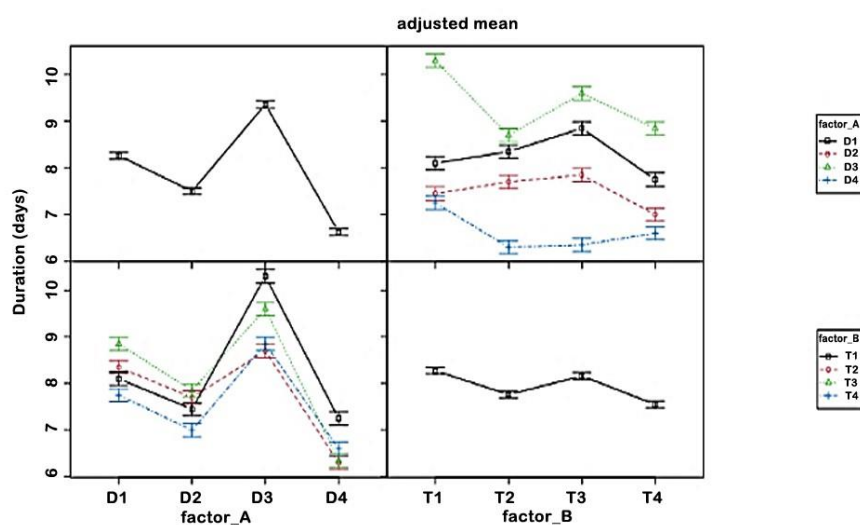 adjusted mean
Duration (days)
10
9
8
7
6
10
9
8
7
6
D1 D2 D3 D4
factor_A
T1 T2 T3 T4
factor_B
factor_A
D1
D2
D3
D4
factor_B
T1
T2
T3
T4